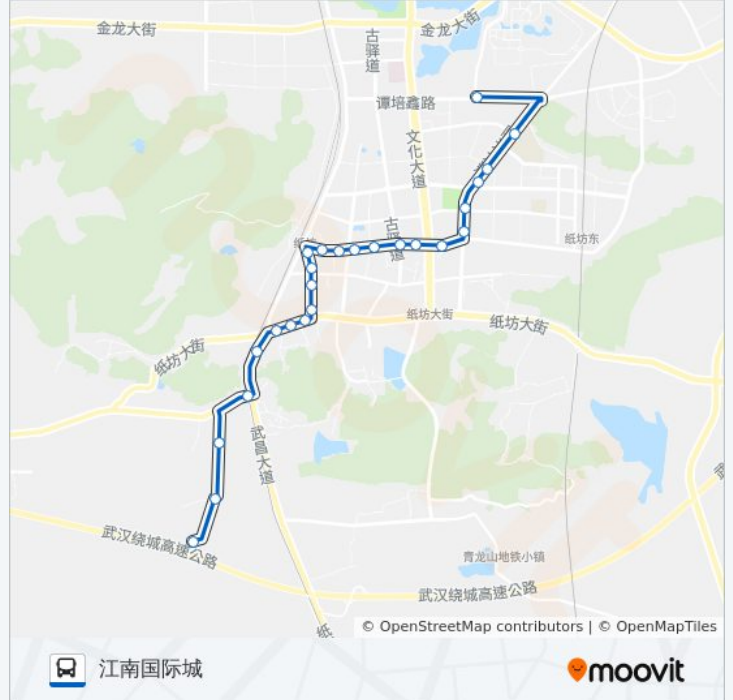 金龙大街
金龙大街
古驿道
谭培鑫路
文化大道
古驿道
纸坊东
纸坊大街
纸坊大街
纸坊大街
武昌大道
武汉绕城高速公路
青龙山地铁小镇
武汉绕城高速公路
纸
© OpenStreetMap contributors | © OpenMapTiles
江南国际城
moovit